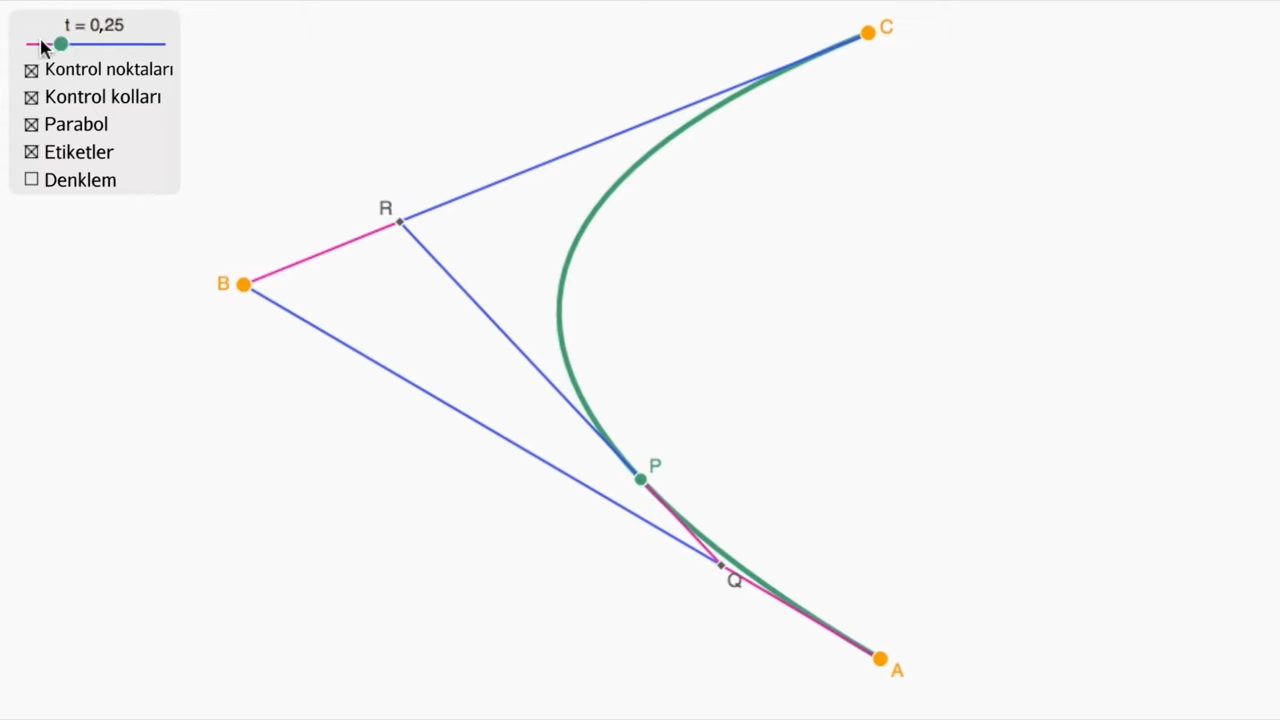 t = 0,25
Kontrol noktaları
Kontrol kolları
Parabol
Etiketler
Denklem
C
R
B
P
Q
A